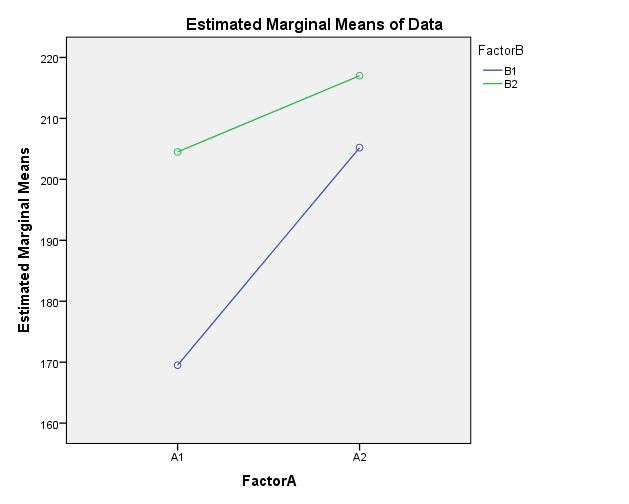 Estimated Marginal Means of Data
FactorB
B1
B2
Estimated Marginal Means
220
210
200
190
180
170
160
A1
A2
FactorA